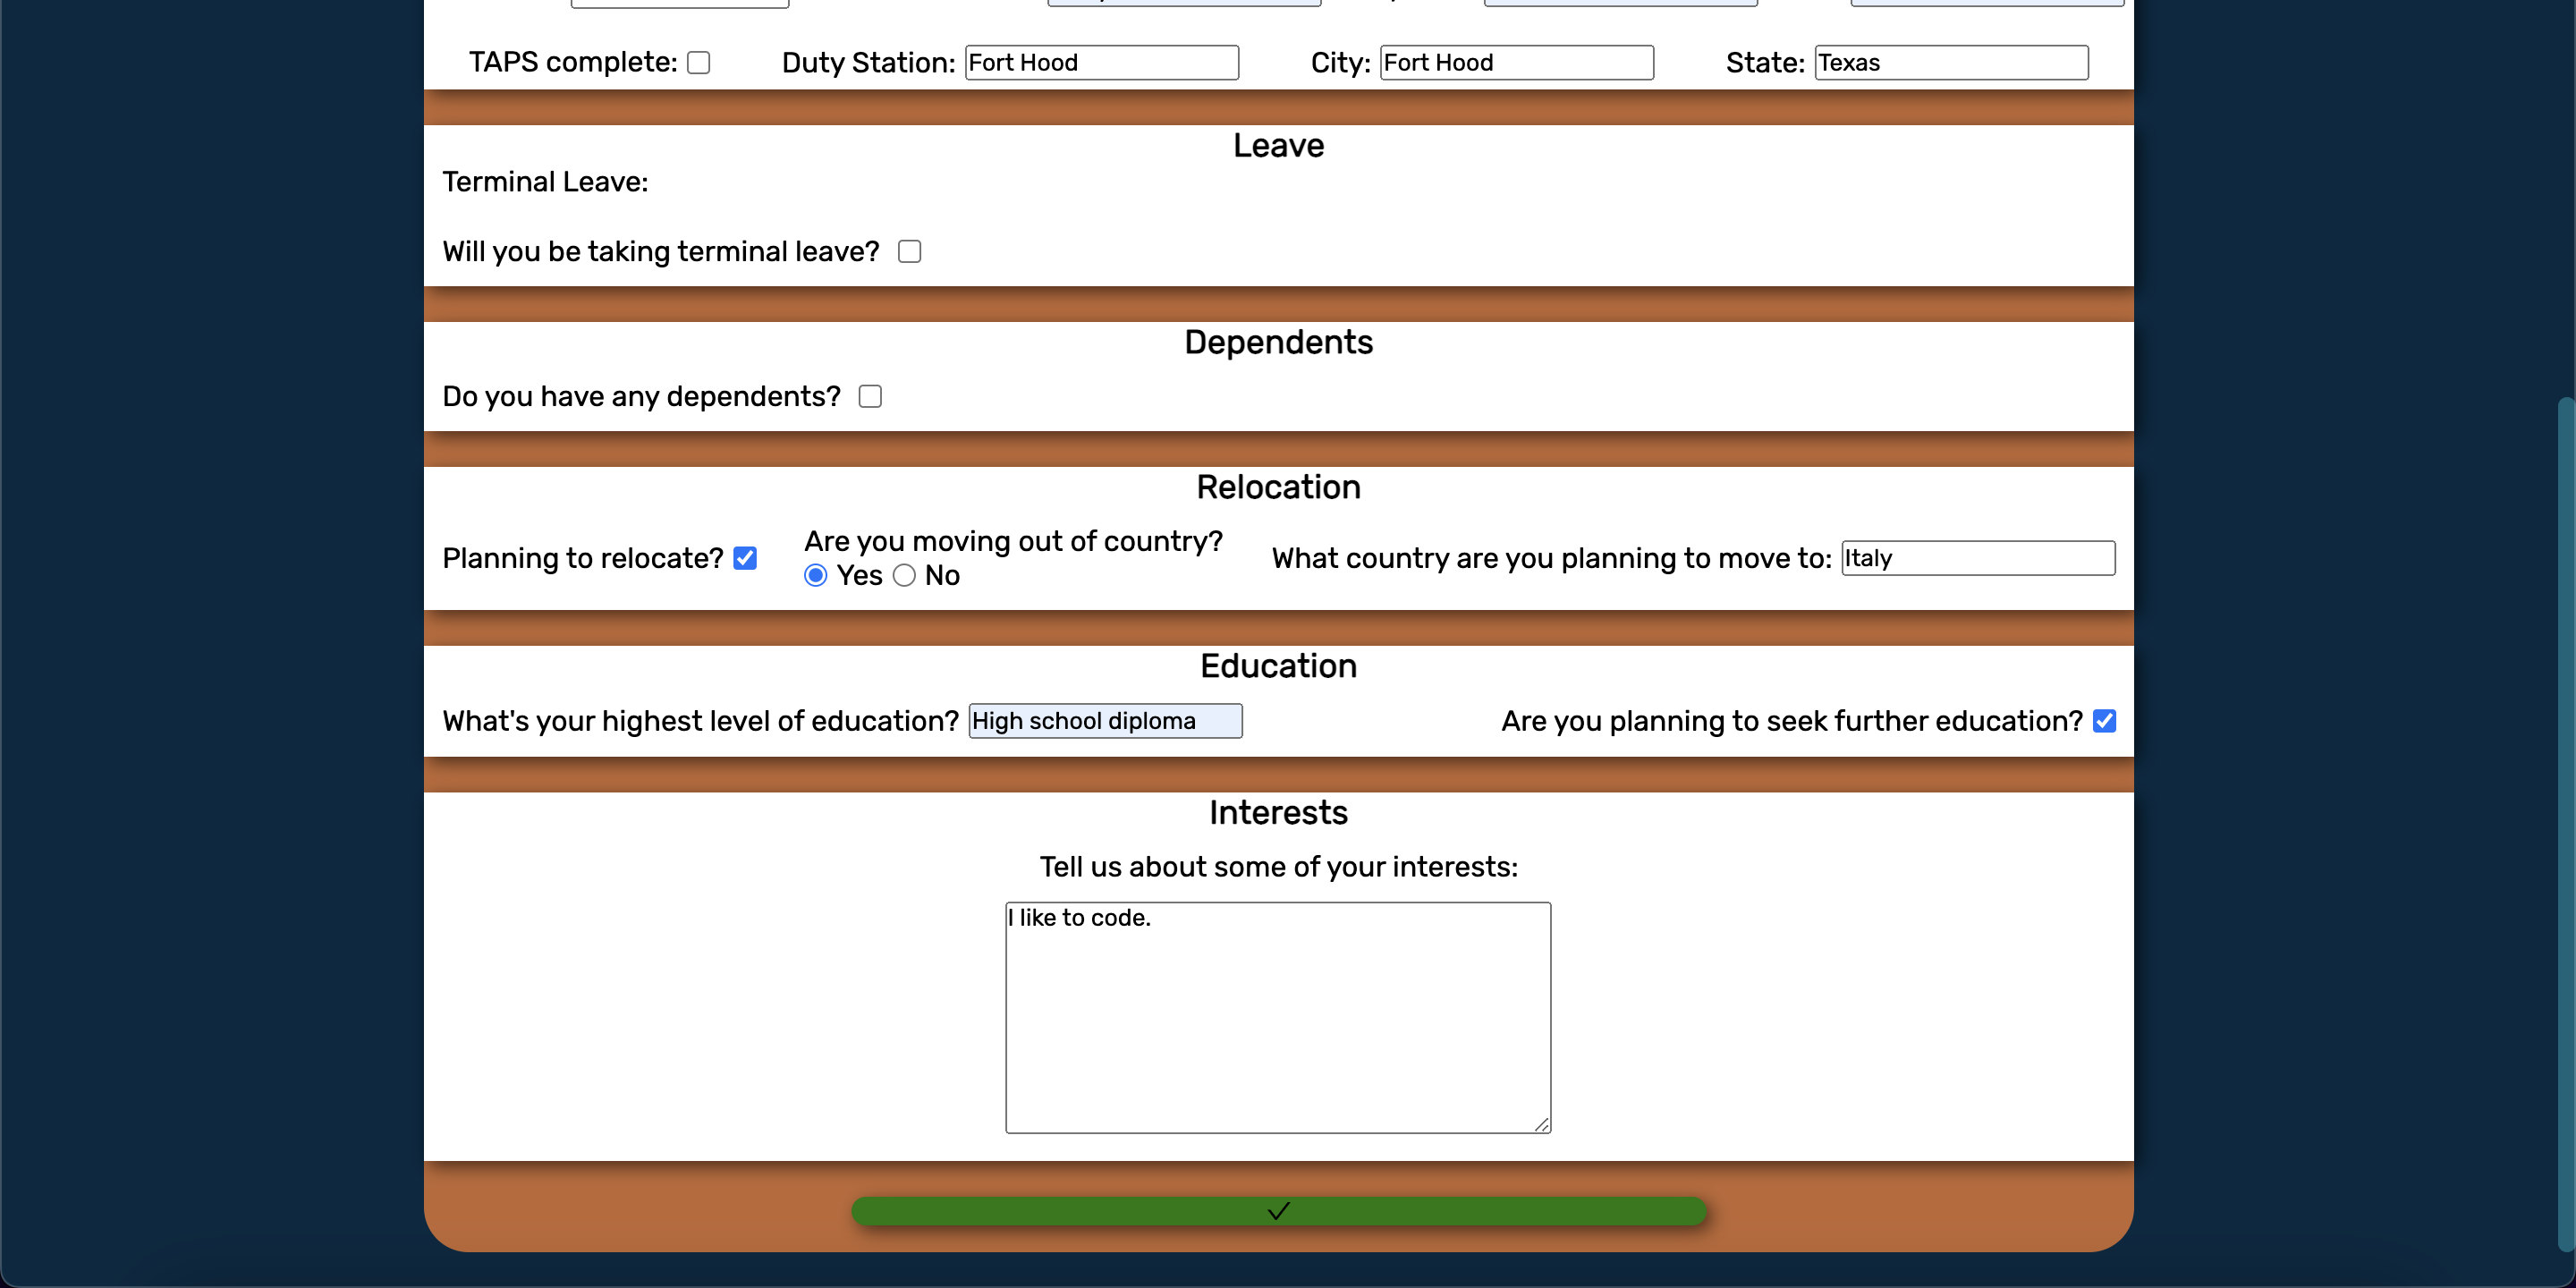 TAPS complete: Duty Station: Fort Hood City: Fort Hood State: Texas
Leave
Terminal Leave:
Will you be taking terminal leave?
Dependents
Do you have any dependents?
Relocation
Planning to relocate? Are you moving out of country? Yes No What country are you planning to move to: Italy
Education
What's your highest level of education? High school diploma Are you planning to seek further education?
Interests
Tell us about some of your interests:
I like to code.